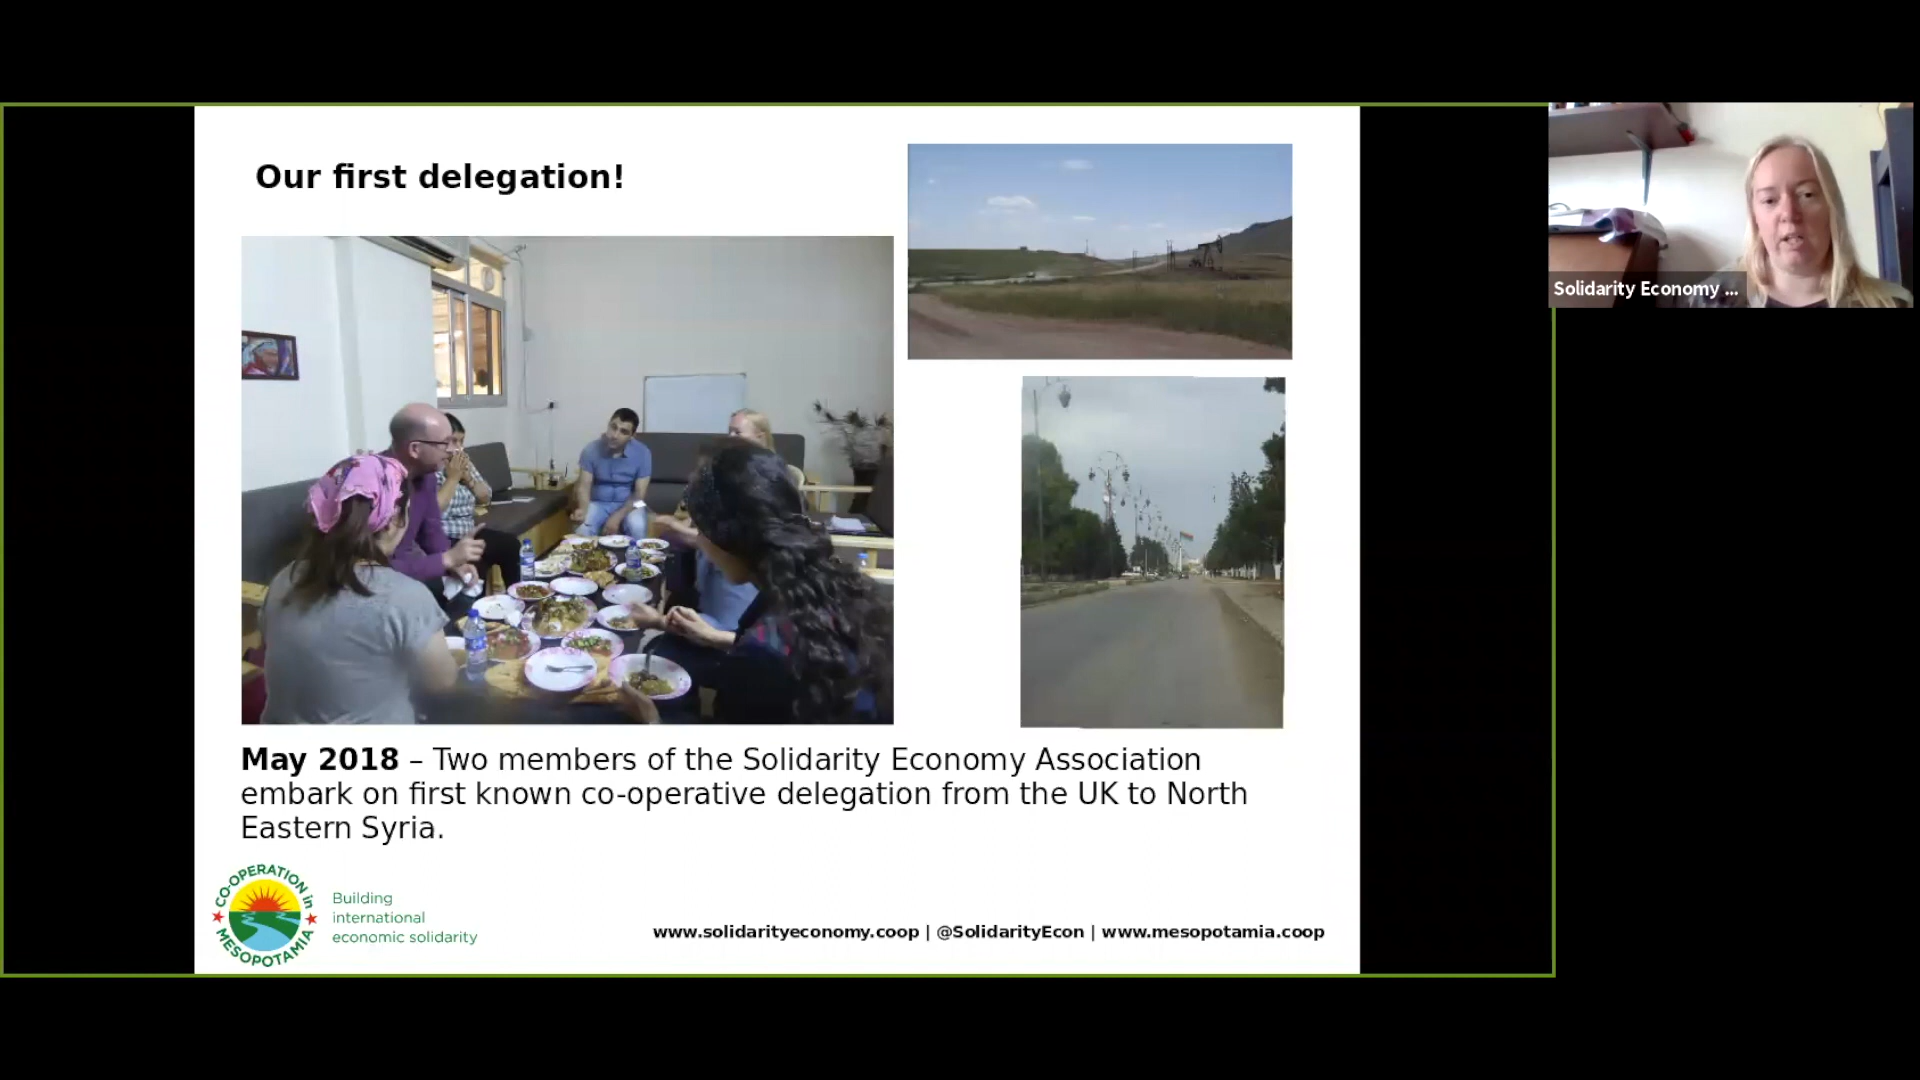 Our first delegation!
Solidarity Economy ...
May 2018 – Two members of the Solidarity Economy Association
embark on first known co-operative delegation from the UK to North
Eastern Syria.
CO-OPERATION in
MESOPOTAMIA
Building
international
economic solidarity
www.solidarityeconomy.coop | @SolidarityEcon | www.mesopotamia.coop